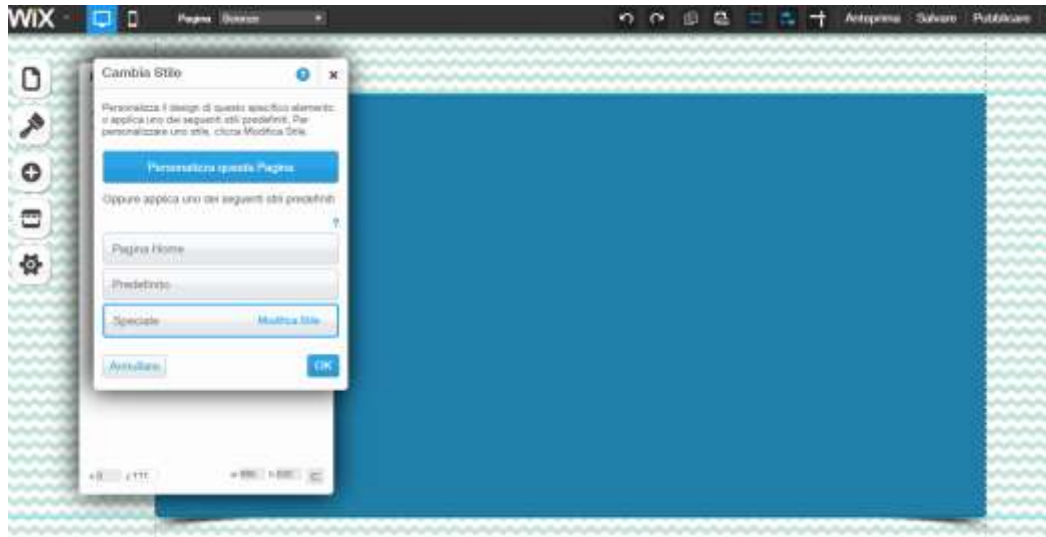 WiX
Pagina
Anteprima Salvare Pubblicare
Cambia Stile
Personalizza il design di questo specifico elemento
o applica uno dei seguenti stili predefiniti. Per
personalizzare uno stile, clicca Modifica Stile.
Personalizza questa Pagina
Oppure applica uno dei seguenti stili predefiniti
?
Pagina Home
Predefinito
Speciale Modifica Stile
Annullare OK